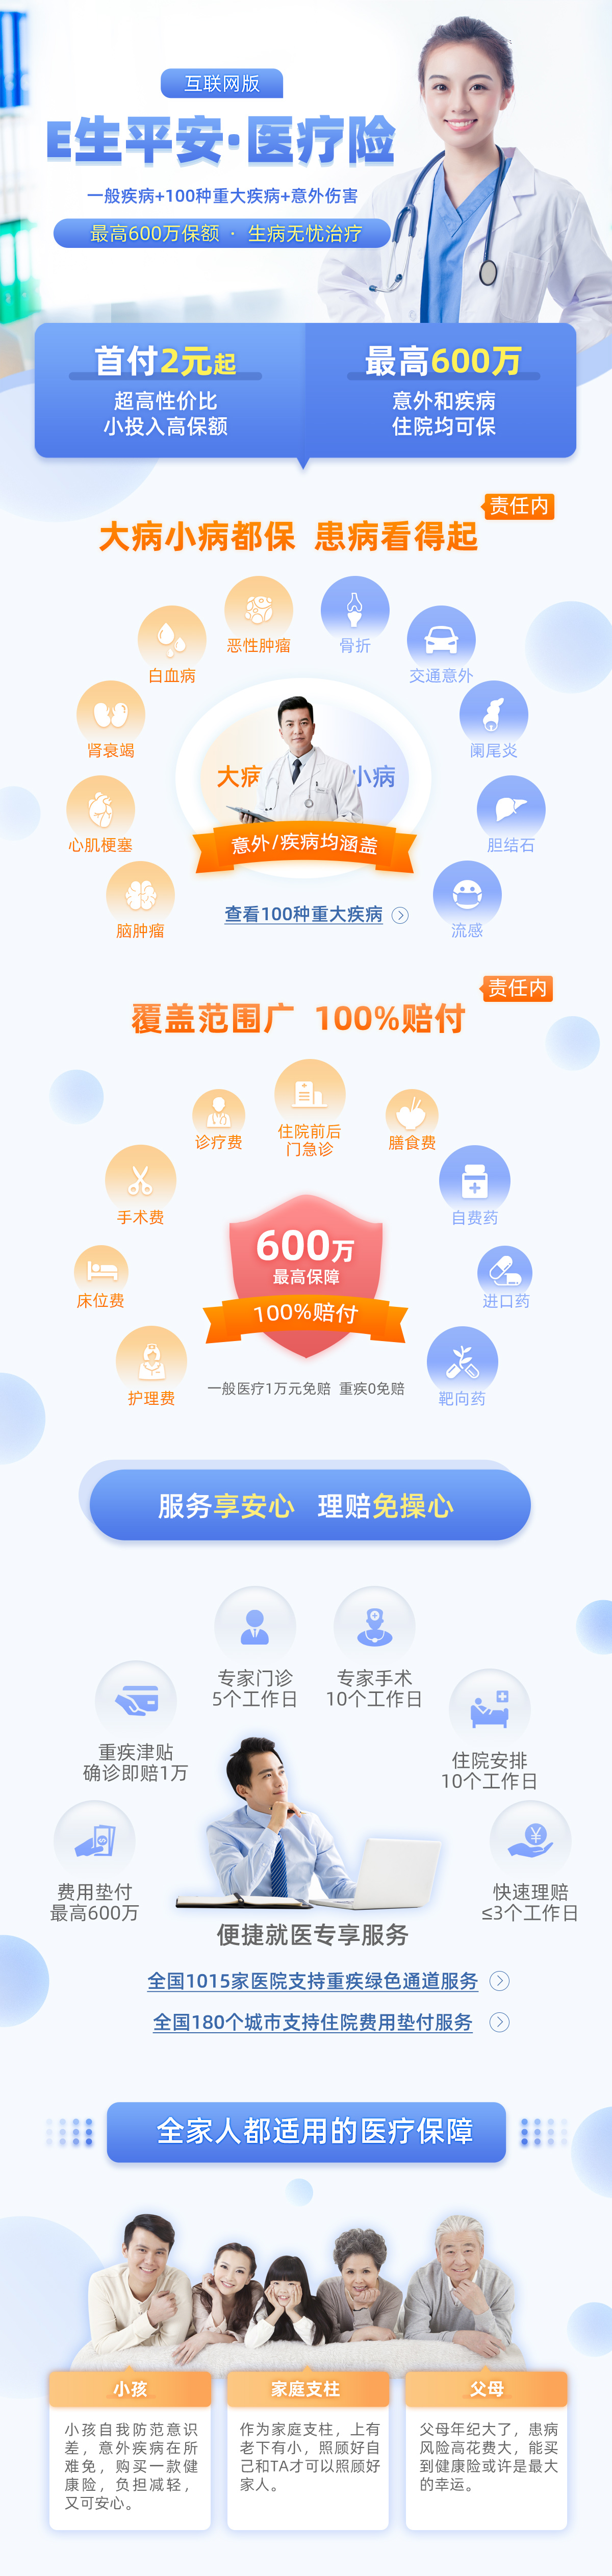 互联网版
E生平安·医疗险
一般疾病+100种重大疾病+意外伤害
最高600万保额 · 生病无忧治疗
首付2元起
超高性价比
小投入高保额
最高600万
意外和疾病
住院均可保
责任内
大病小病都保 患病看得起
恶性肿瘤
骨折
白血病
交通意外
肾衰竭
阑尾炎
大病
小病
心肌梗塞
胆结石
意外/疾病均涵盖
脑肿瘤
流感
查看100种重大疾病
责任内
覆盖范围广 100%赔付
诊疗费
住院前后
门急诊
膳食费
手术费
自费药
600万
最高保障
床位费
进口药
100%赔付
护理费
一般医疗1万元免赔 重疾0免赔
靶向药
服务享安心 理赔免操心
专家门诊
5个工作日
专家手术
10个工作日
重疾津贴
确诊即赔1万
住院安排
10个工作日
费用垫付
最高600万
快速理赔
≤3个工作日
便捷就医专享服务
全国1015家医院支持重疾绿色通道服务
全国180个城市支持住院费用垫付服务
全家人都适用的医疗保障
小孩
小孩自我防范意识
差，意外疾病在所
难免，购买一款健
康险，负担减轻，
又可安心。
家庭支柱
作为家庭支柱，上有
老下有小，照顾好自
己和TA才可以照顾好
家人。
父母
父母年纪大了，患病
风险高花费大，能买
到健康险或许是最大
的幸运。